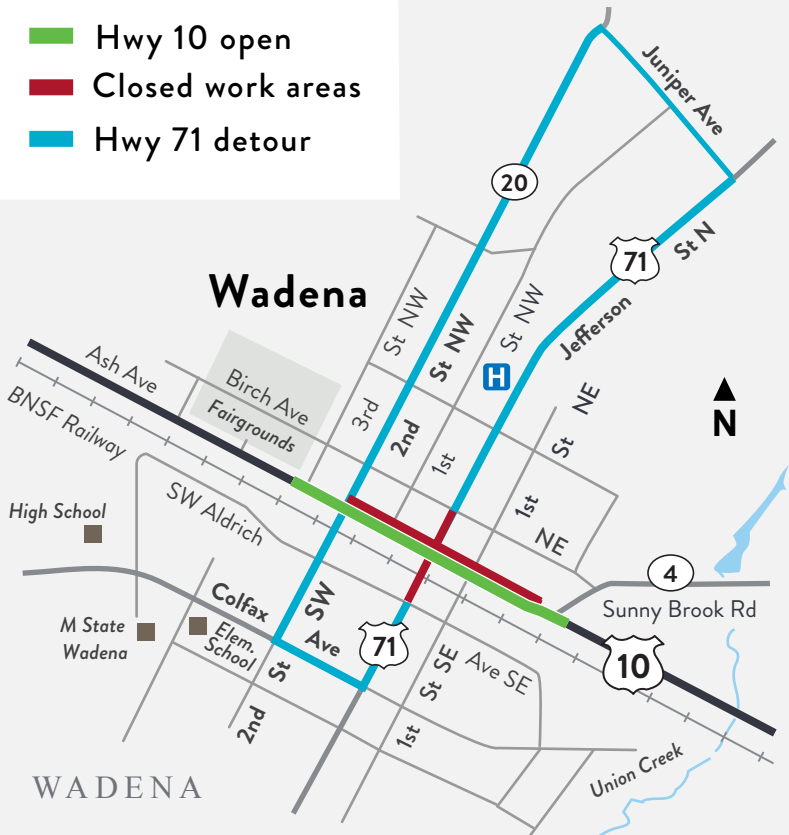 Hwy 10 open
Closed work areas
Hwy 71 detour
Juniper Ave
20
71
St N
Jefferson
Wadena
St NW
St NW
St NW
H
Ash Ave
Birch Ave
Fairgrounds
BNSF Railway
3rd
2nd
1st
St NE
1st
NE
N
High School
SW Aldrich
4
Sunny Brook Rd
Colfax
SW
Ave
M State
Wadena
Elem.
School
71
St
2nd
St SE
1st
Ave SE
10
Union Creek
WADENA